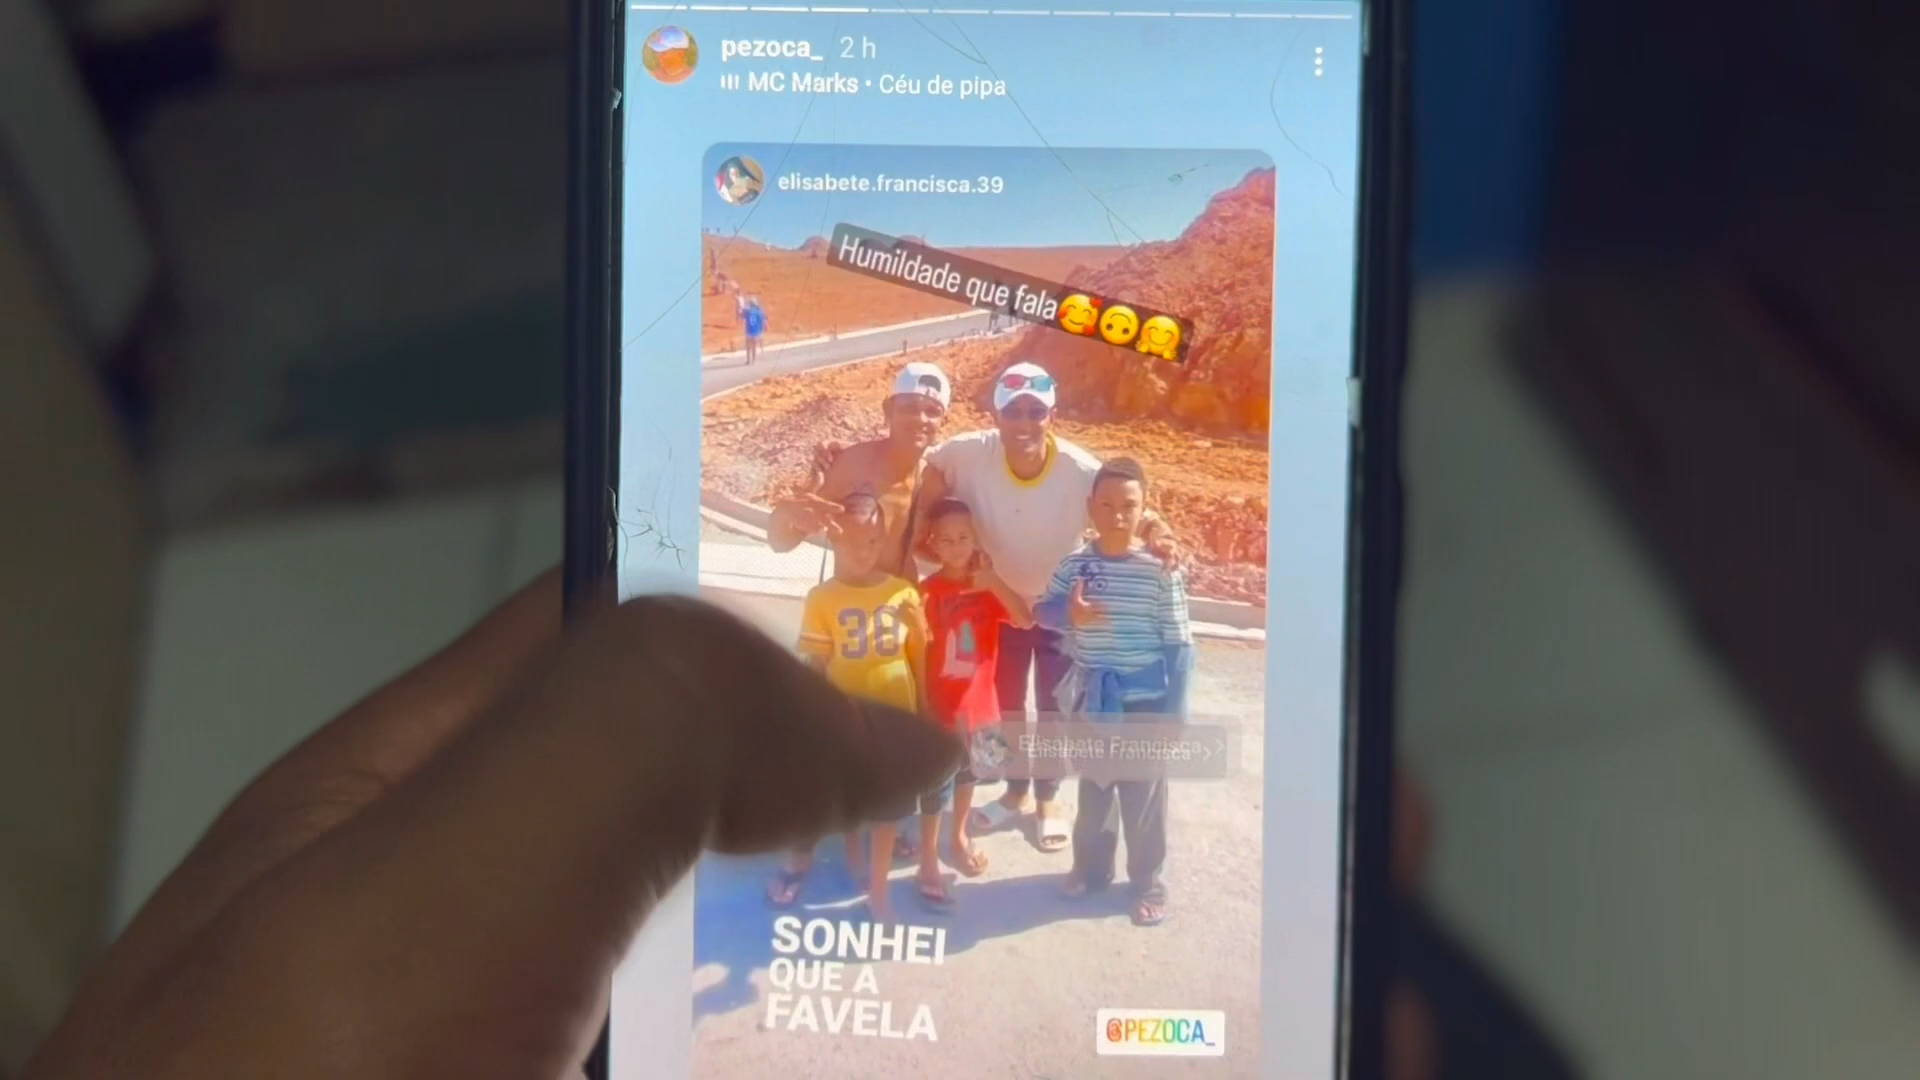 pezoca_ 2 h
MC Marks • Céu de pipa
elisabete.francisca.39
Humildade que fala🥰🙃🤗
38
Elisabete Francisca >
SONHEI
QUE A
FAVELA
@PEZOCA_